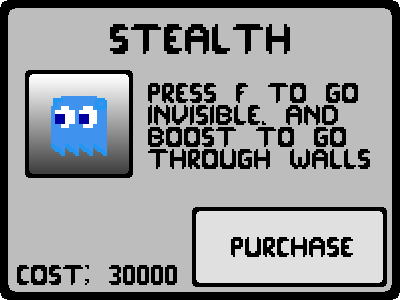 STEALTH
PRESS F TO GO
INVISIBLE. AND
BOOST TO GO
THROUGH WALLS
PURCHASE
COST: 30000